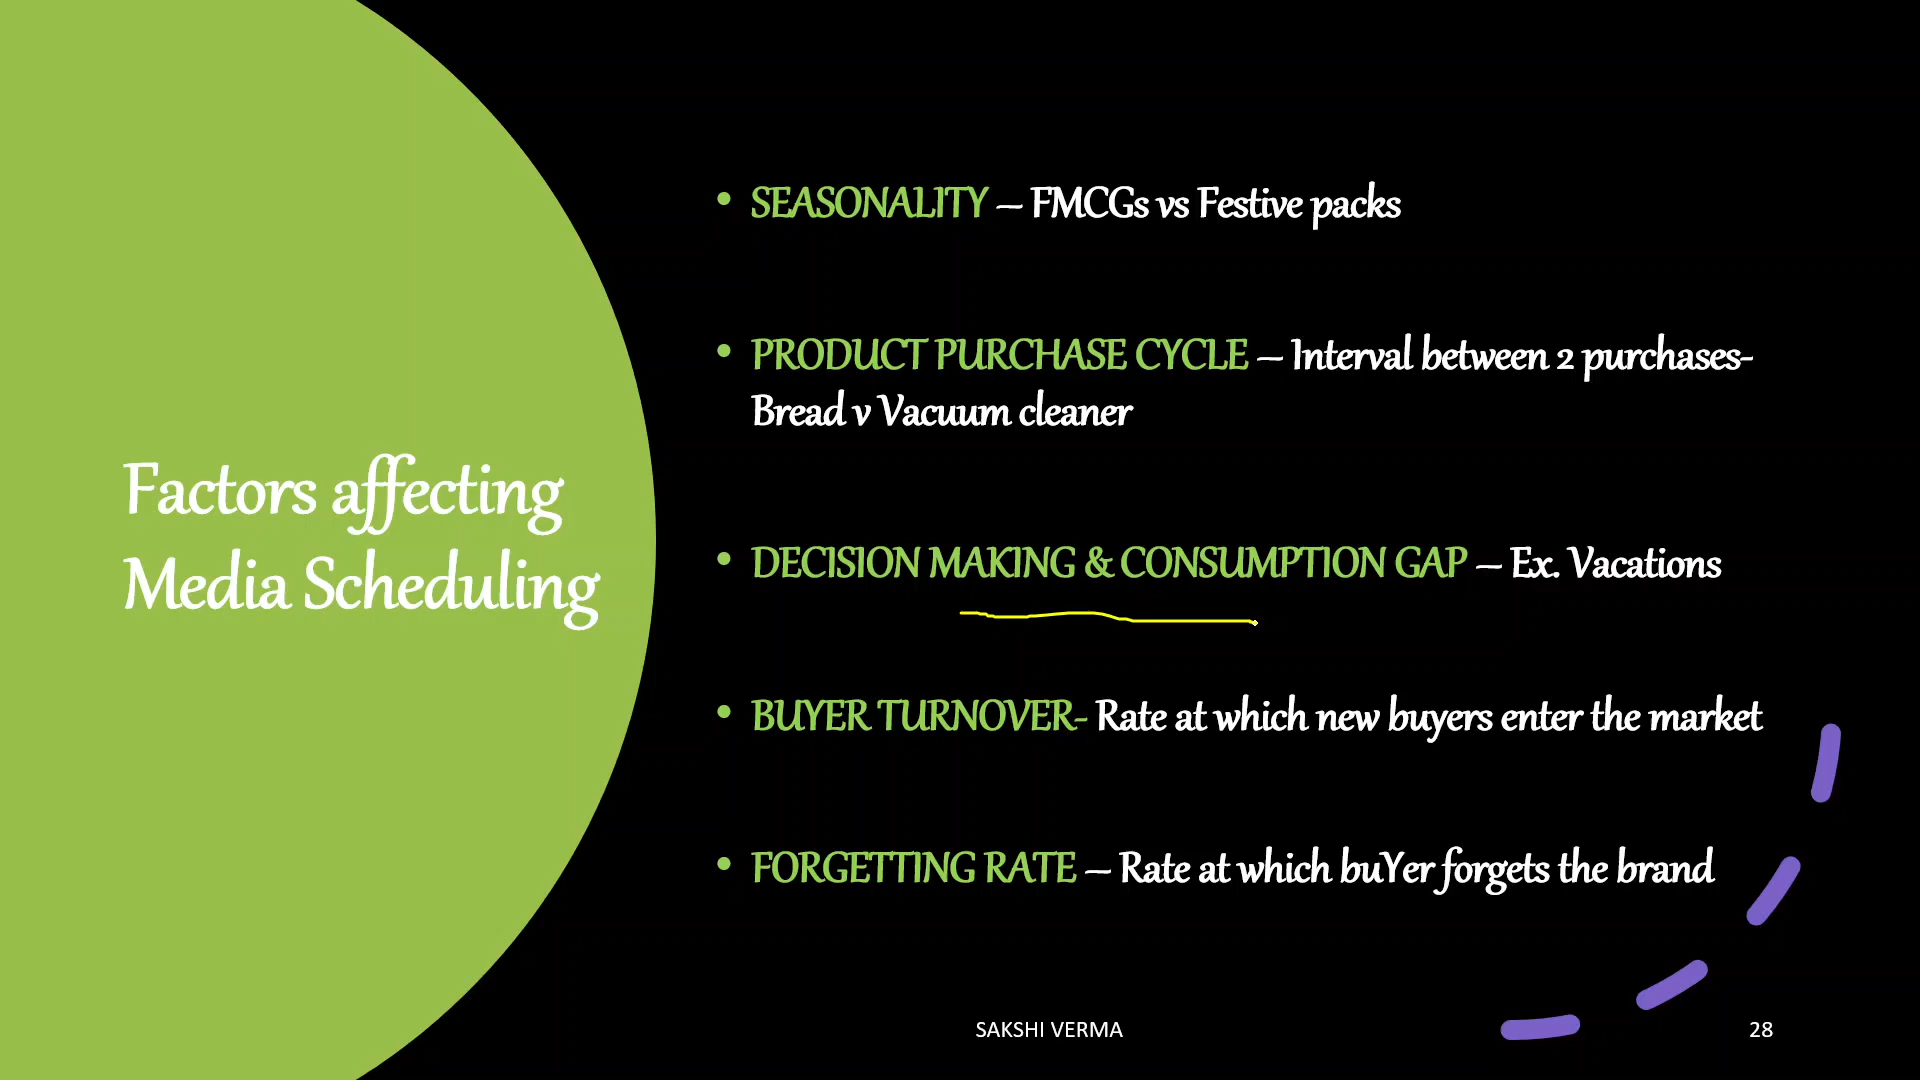 Factors affecting
Media Scheduling
• SEASONALITY – FMCGs vs Festive packs
• PRODUCT PURCHASE CYCLE – Interval between 2 purchases-
Bread v Vacuum cleaner
• DECISION MAKING & CONSUMPTION GAP – Ex. Vacations
• BUYER TURNOVER- Rate at which new buyers enter the market
• FORGETTING RATE – Rate at which buYer forgets the brand
SAKSHI VERMA
28